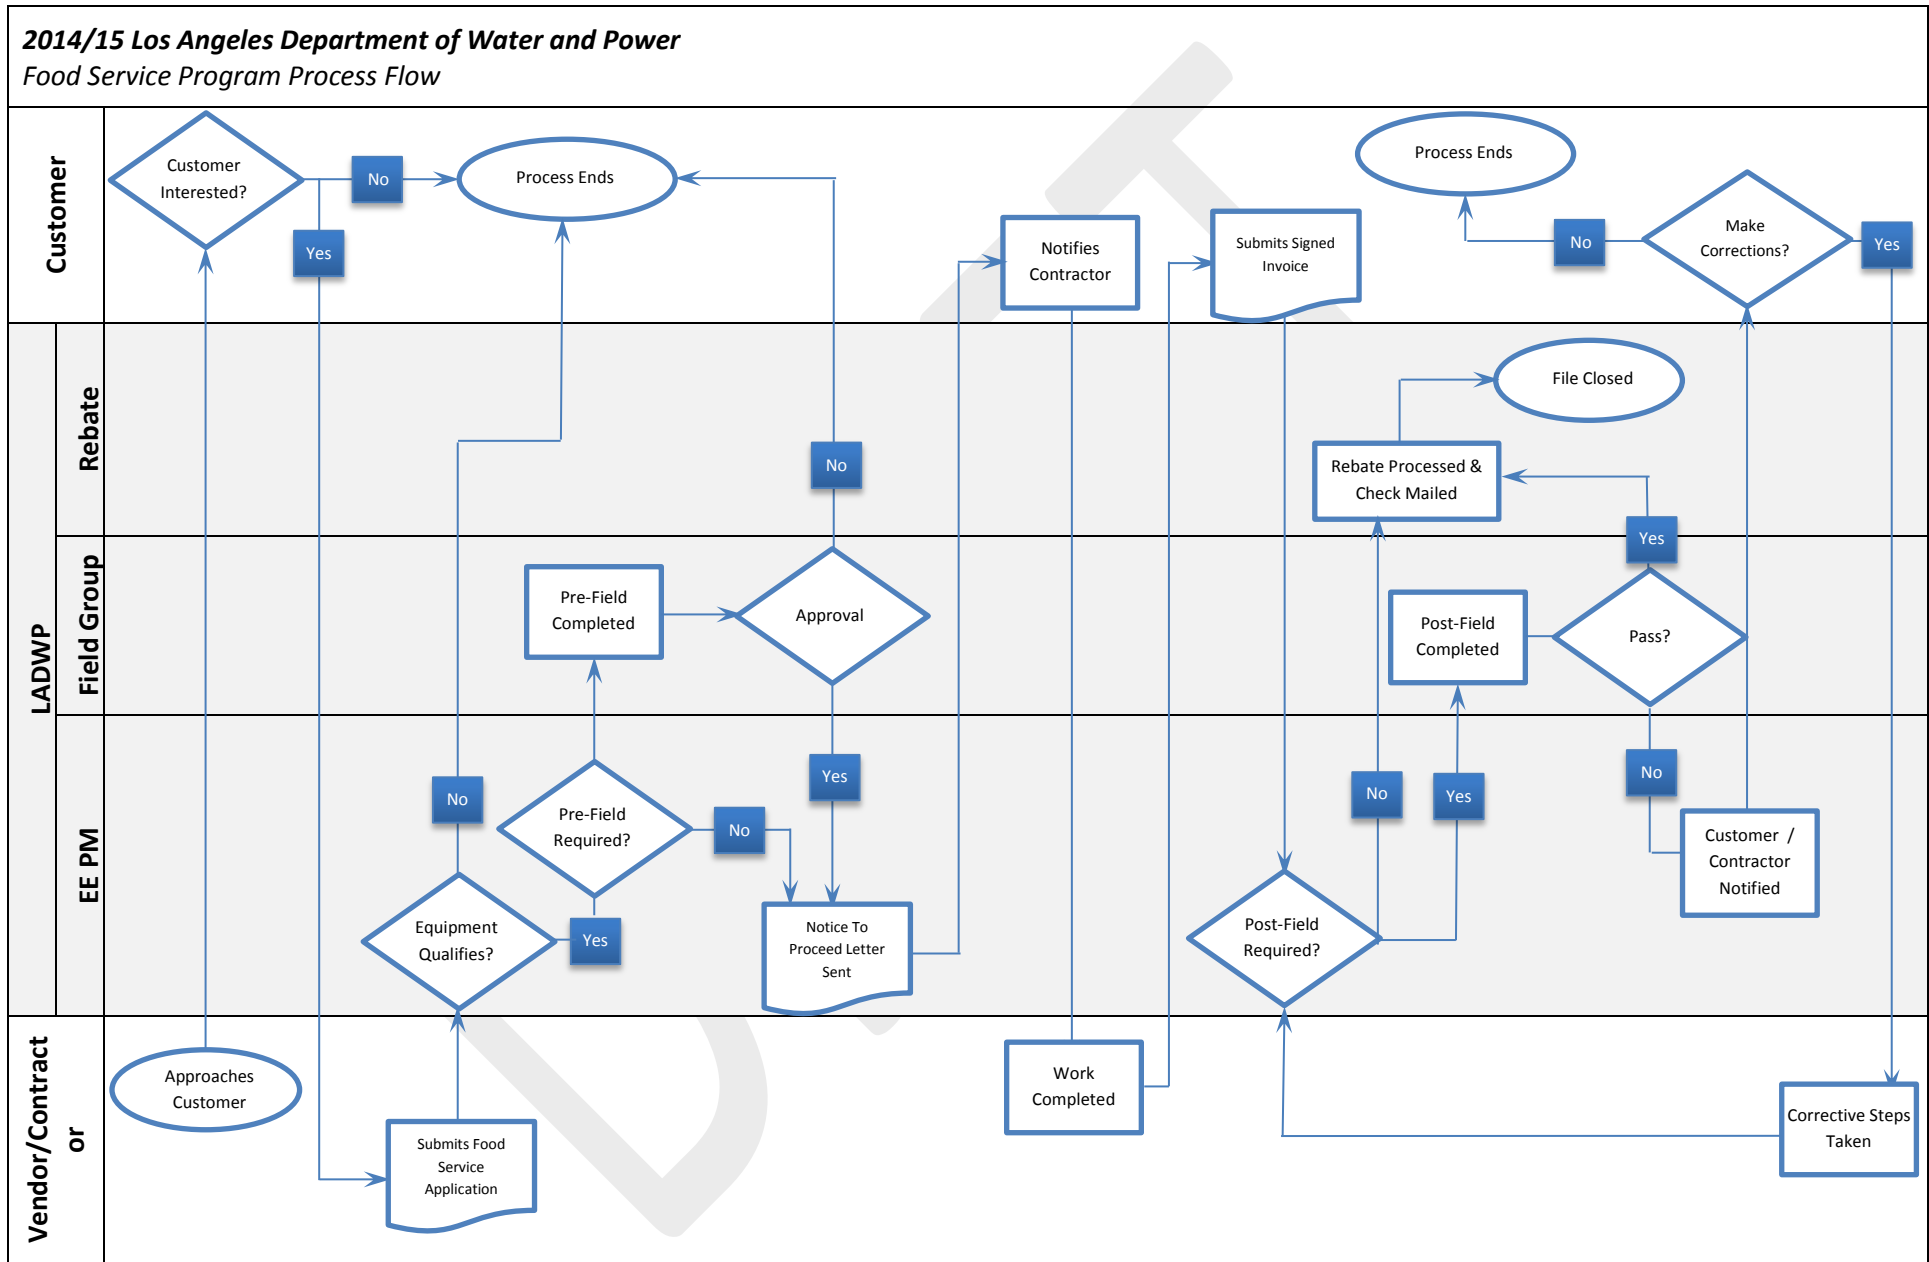 2014/15 Los Angeles Department of Water and Power
Food Service Program Process Flow
Customer
Customer
Interested?
No
Yes
Process Ends
Notifies
Contractor
Submits Signed
Invoice
Process Ends
No
Make
Corrections?
Yes
LADWP
Rebate
No
File Closed
Rebate Processed &
Check Mailed
Yes
Field Group
Pre-Field
Completed
Approval
Post-Field
Completed
Pass?
EE PM
No
Equipment
Qualifies?
Yes
Pre-Field
Required?
No
Yes
Notice To
Proceed Letter
Sent
Post-Field
Required?
No
Yes
No
Customer /
Contractor
Notified
Vendor/Contract
or
Approaches
Customer
Submits Food
Service
Application
Work
Completed
Corrective Steps
Taken
DRAFT